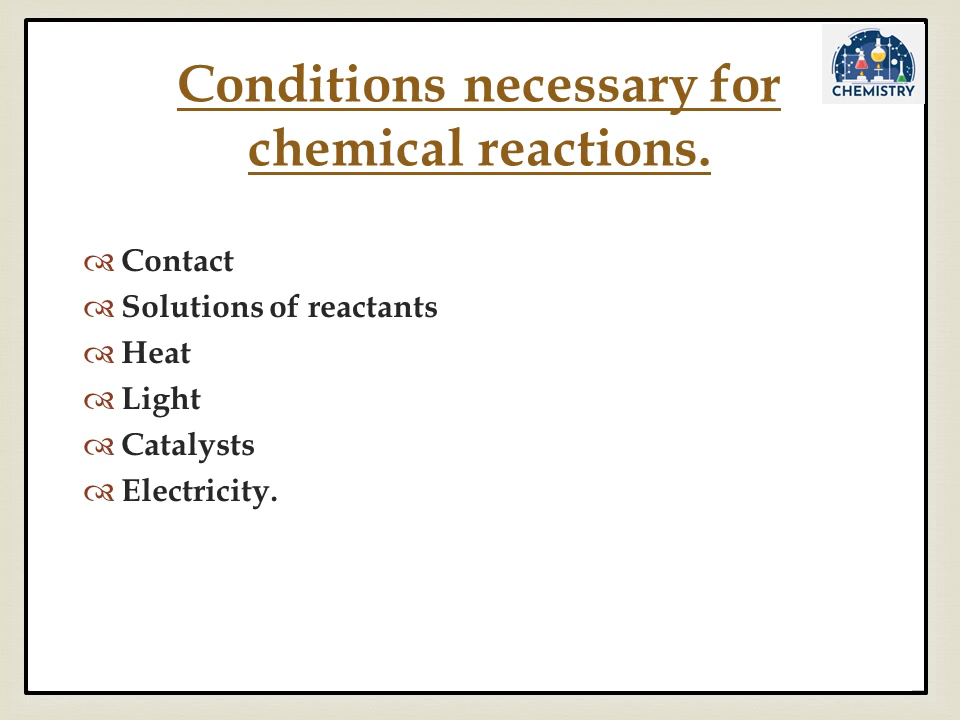 CHEMISTRY
Conditions necessary for
chemical reactions.
Contact
Solutions of reactants
Heat
Light
Catalysts
Electricity.